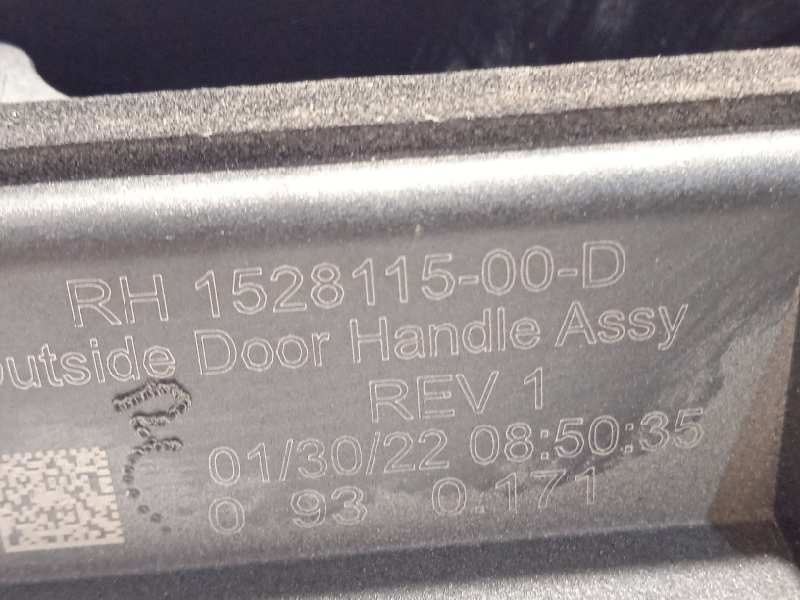 RH 1528115-00-D
outside Door Handle Assy
REV 1
01/30/22 08:50:35
0 93 0.171